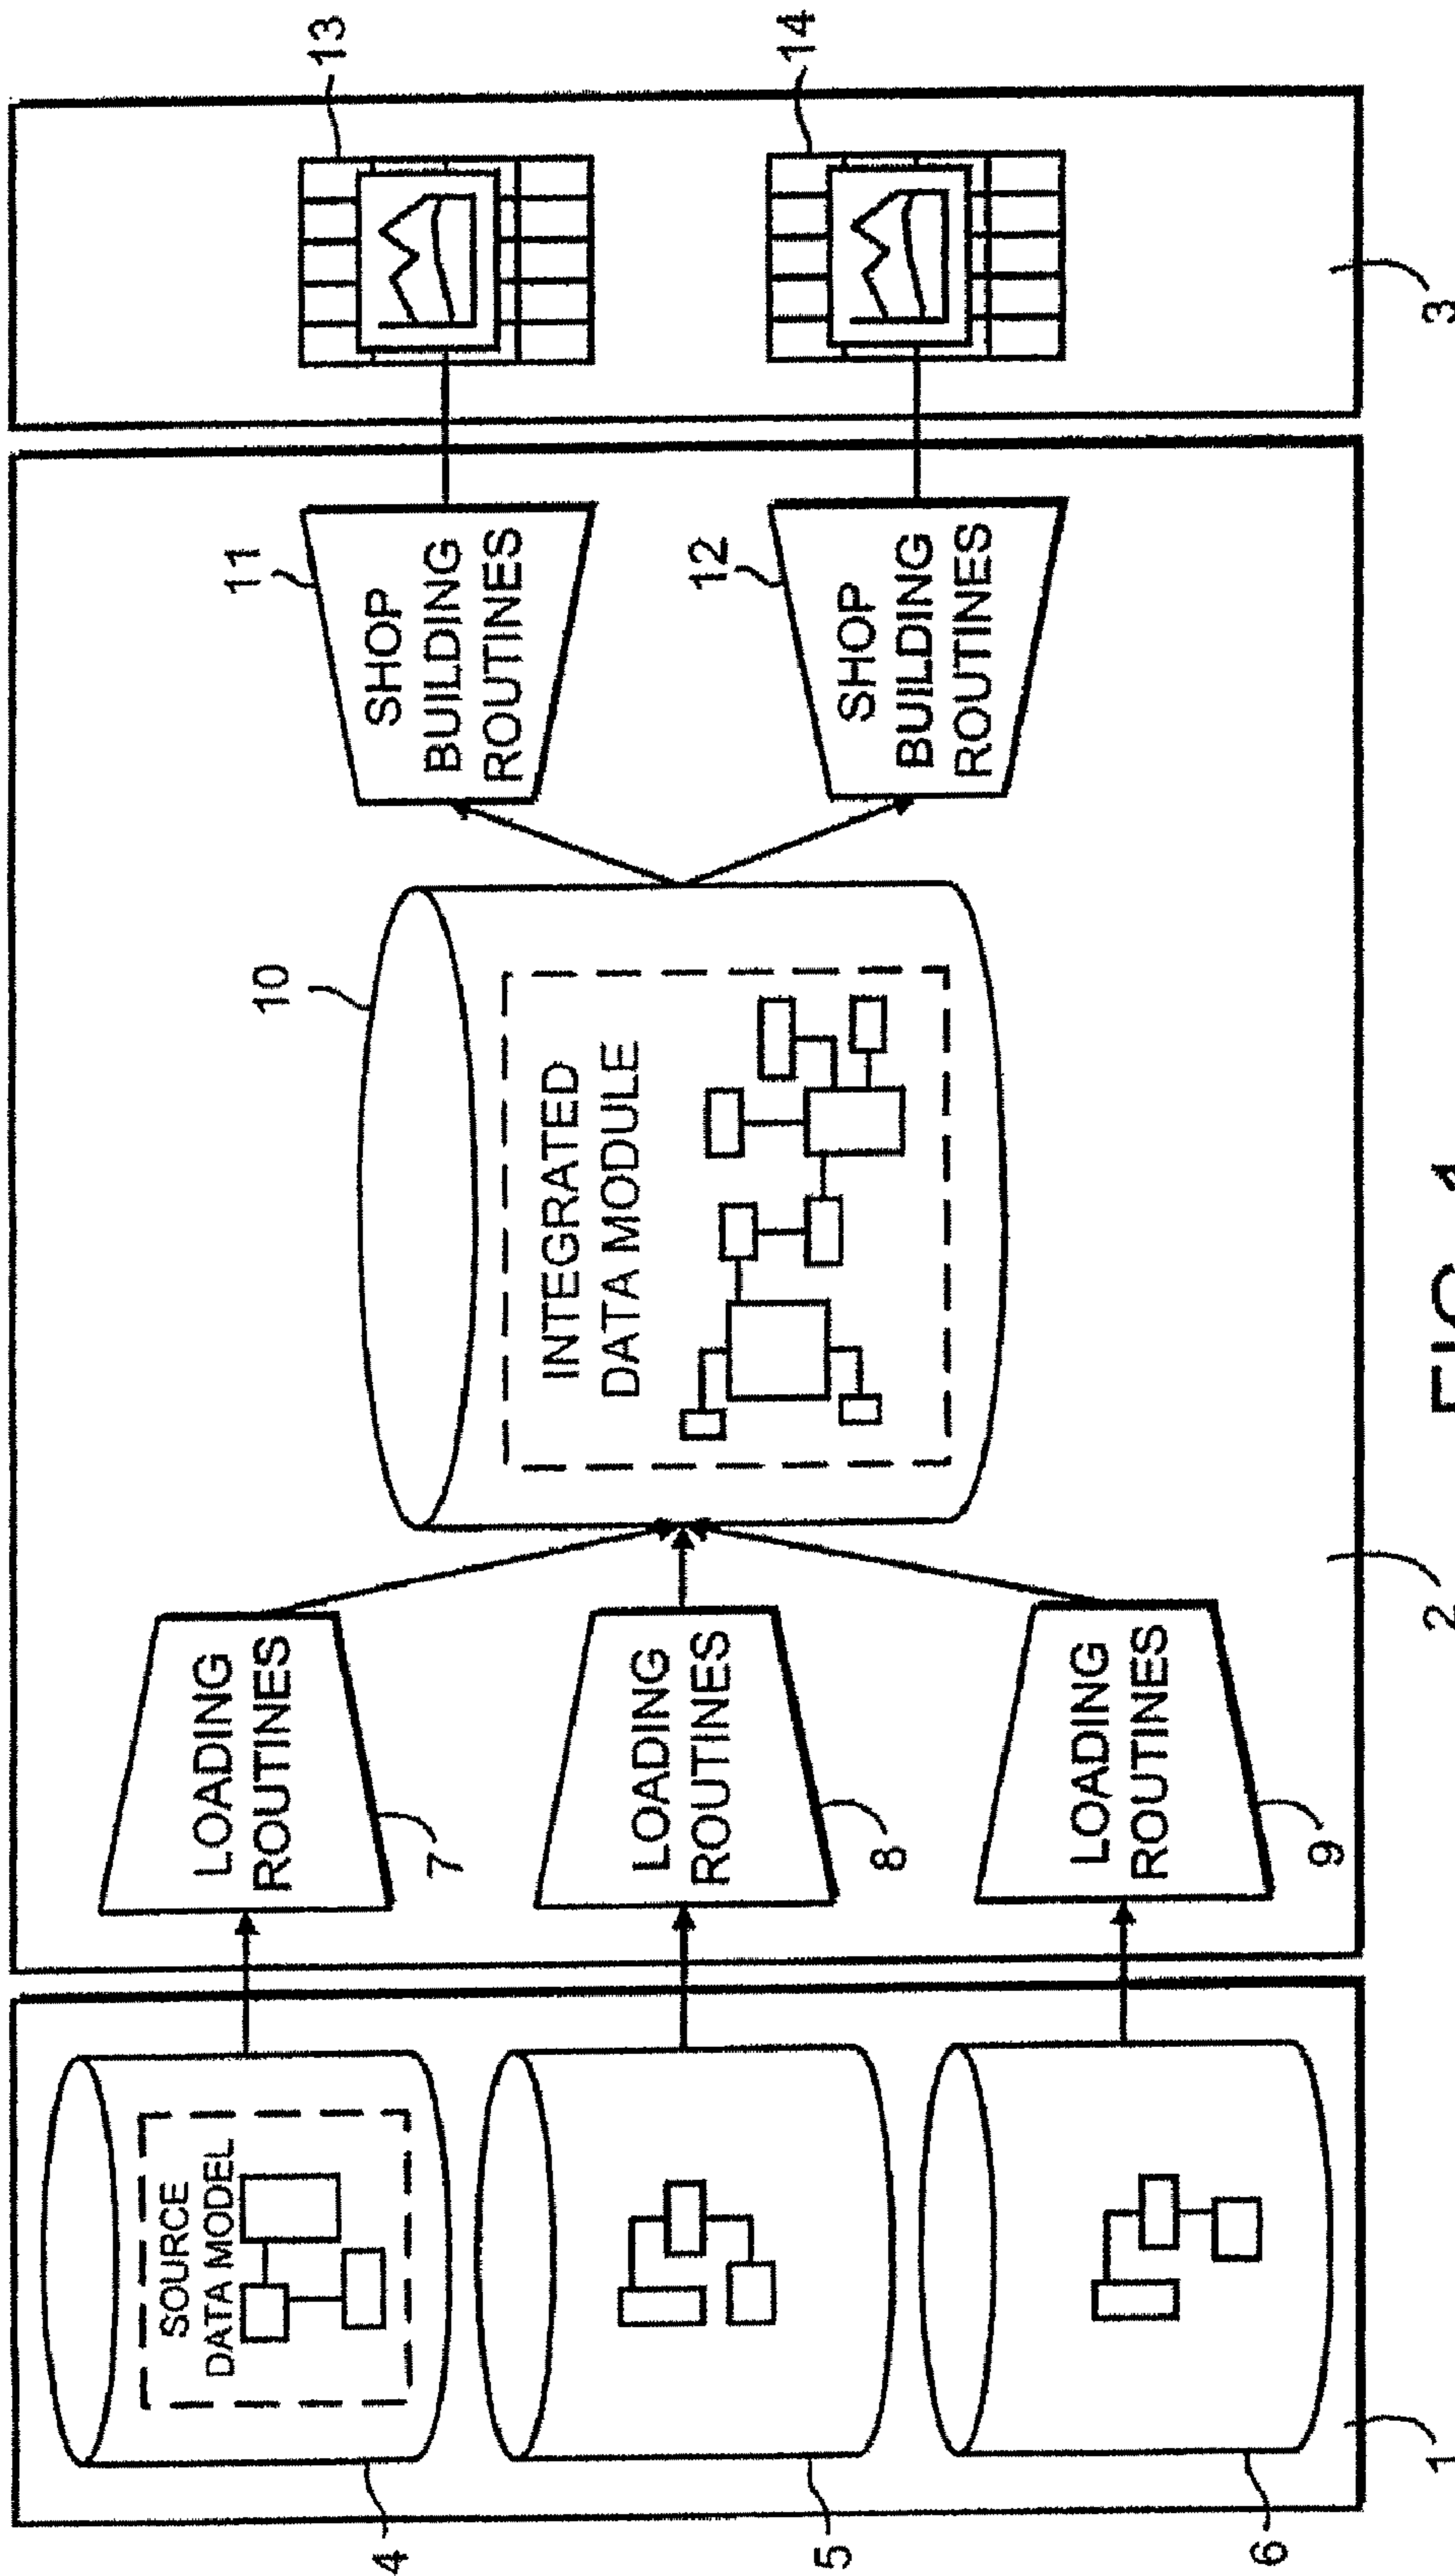 SOURCE
DATA MODEL
4
5
6
1
LOADING
ROUTINES
7
LOADING
ROUTINES
8
LOADING
ROUTINES
9
INTEGRATED
DATA MODULE
10
2
SHOP
BUILDING
ROUTINES
11
SHOP
BUILDING
ROUTINES
12
13
14
3